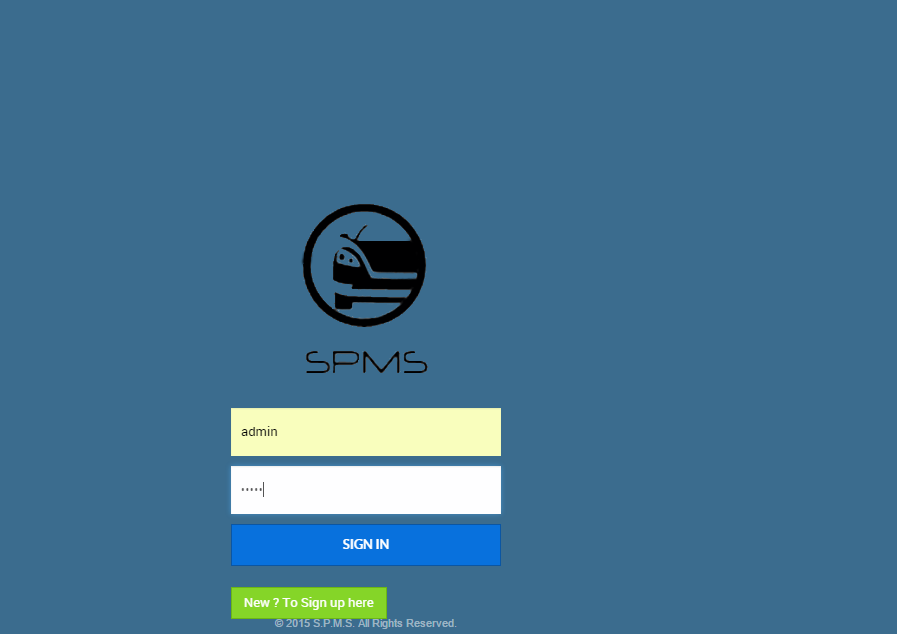 SPMS
admin
•••••
SIGN IN
New ? To Sign up here
© 2015 S.P.M.S. All Rights Reserved.